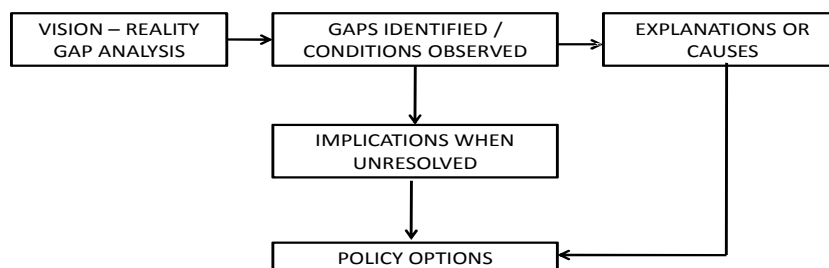 VISION – REALITY
GAP ANALYSIS
GAPS IDENTIFIED /
CONDITIONS OBSERVED
EXPLANATIONS OR
CAUSES
IMPLICATIONS WHEN
UNRESOLVED
POLICY OPTIONS